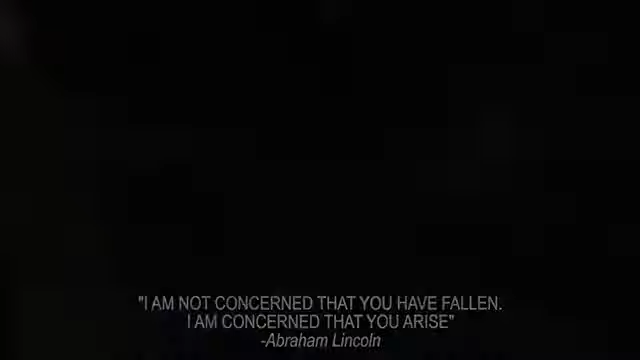 "I AM NOT CONCERNED THAT YOU HAVE FALLEN.
I AM CONCERNED THAT YOU ARISE"
-Abraham Lincoln